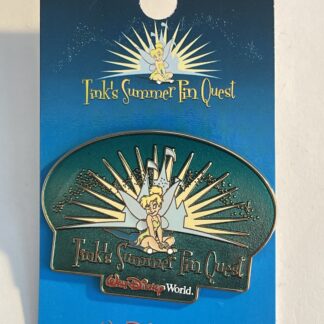 Tink's Summer Pin Quest
Tink's Summer Pin Quest
Walt Disney World.